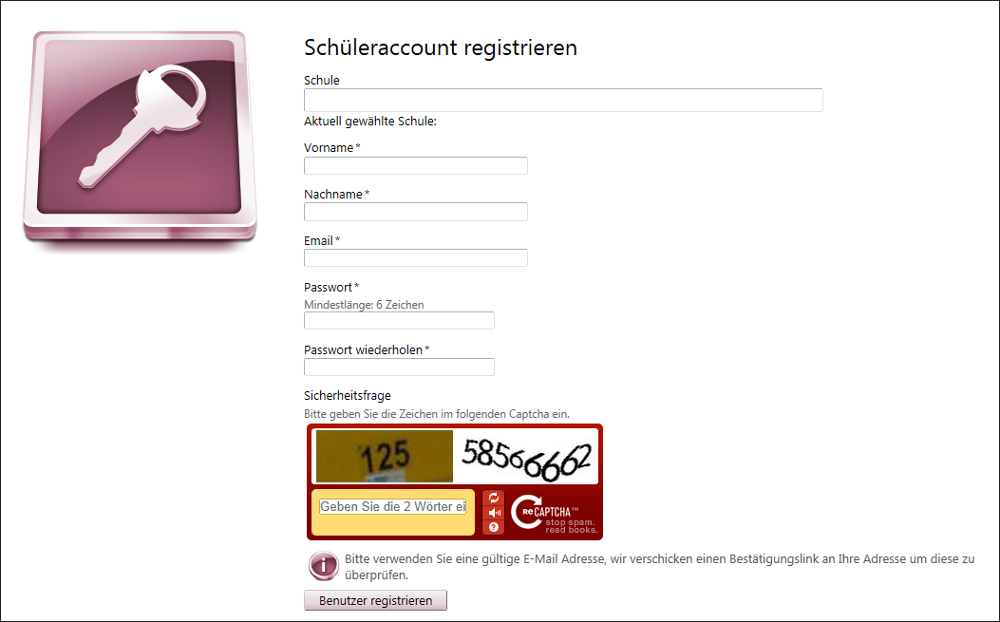 Schüleraccount registrieren
Schule
Aktuell gewählte Schule:
Vorname*
Nachname*
Email*
Passwort*
Mindestlänge: 6 Zeichen
Passwort wiederholen*
Sicherheitsfrage
Bitte geben Sie die Zeichen im folgenden Captcha ein.
125 58566662
Geben Sie die 2 Wörter ei
reCAPTCHA™
stop spam.
read books.
Bitte verwenden Sie eine gültige E-Mail Adresse, wir verschicken einen Bestätigungslink an Ihre Adresse um diese zu
überprüfen.
Benutzer registrieren